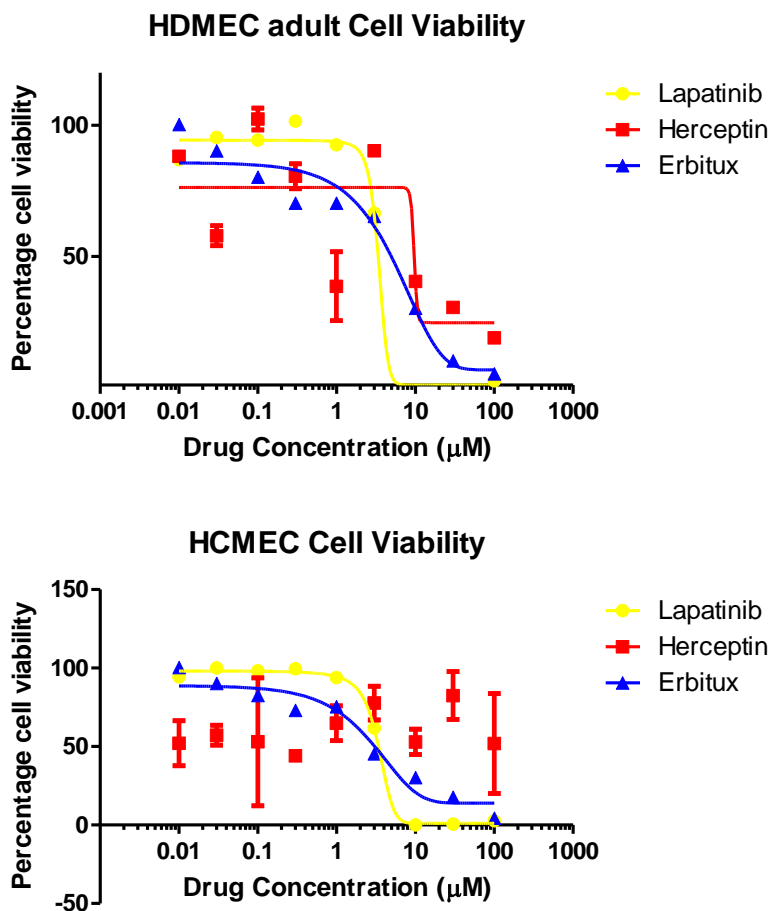 HDMEC adult Cell Viability
Percentage cell viability
100
50
0.001 0.01 0.1 1 10 100 1000
Drug Concentration (μM)
Lapatinib
Herceptin
Erbitux
HCMEC Cell Viability
Percentage cell viability
150
100
50
0
-50
0.01 0.1 1 10 100 1000
Drug Concentration (μM)
Lapatinib
Herceptin
Erbitux